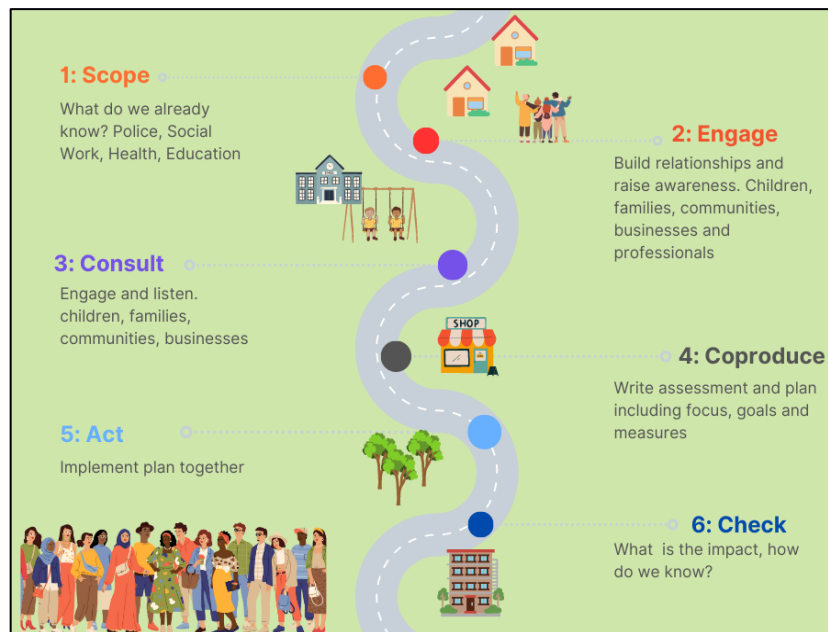 1: Scope
What do we already
know? Police, Social
Work, Health, Education
2: Engage
Build relationships and
raise awareness. Children,
families, communities,
businesses and
professionals
3: Consult
Engage and listen.
children, families,
communities, businesses
SHOP
4: Coproduce
Write assessment and plan
including focus, goals and
measures
5: Act
Implement plan together
6: Check
What is the impact, how
do we know?